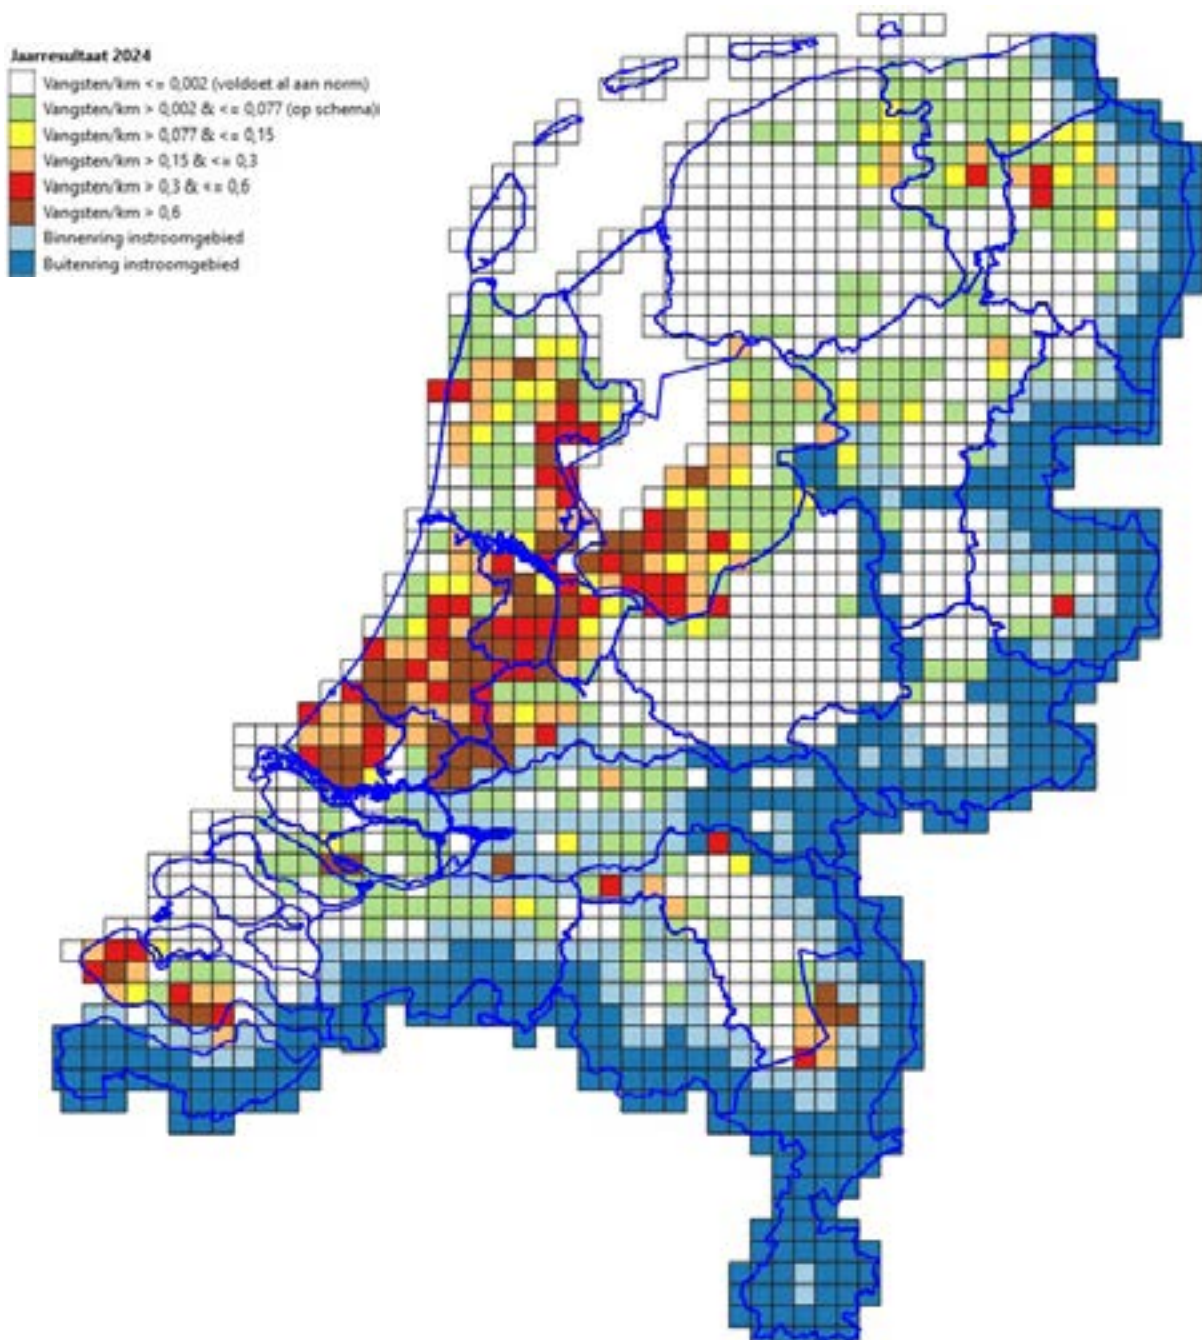 Jaarresultaat 2024
Vangsten/km <= 0,002 (voldoet al aan norm)
Vangsten/km > 0,002 & <= 0,077 (op schema)
Vangsten/km > 0,077 & <= 0,15
Vangsten/km > 0,15 & <= 0,3
Vangsten/km > 0,3 & <= 0,6
Vangsten/km > 0,6
Binnenring instroomgebied
Buitenring instroomgebied